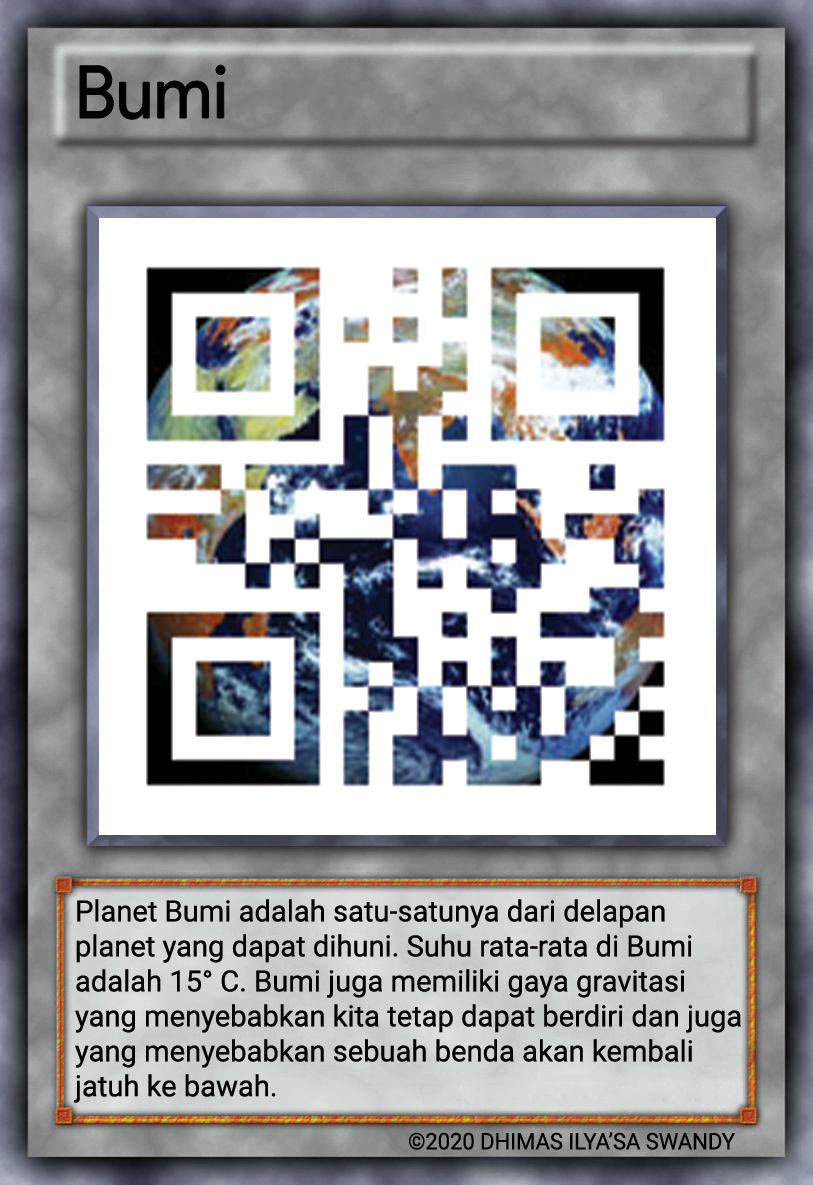 Bumi
Planet Bumi adalah satu-satunya dari delapan
planet yang dapat dihuni. Suhu rata-rata di Bumi
adalah 15° C. Bumi juga memiliki gaya gravitasi
yang menyebabkan kita tetap dapat berdiri dan juga
yang menyebabkan sebuah benda akan kembali
jatuh ke bawah.
©2020 DHIMAS ILYA'SA SWANDY